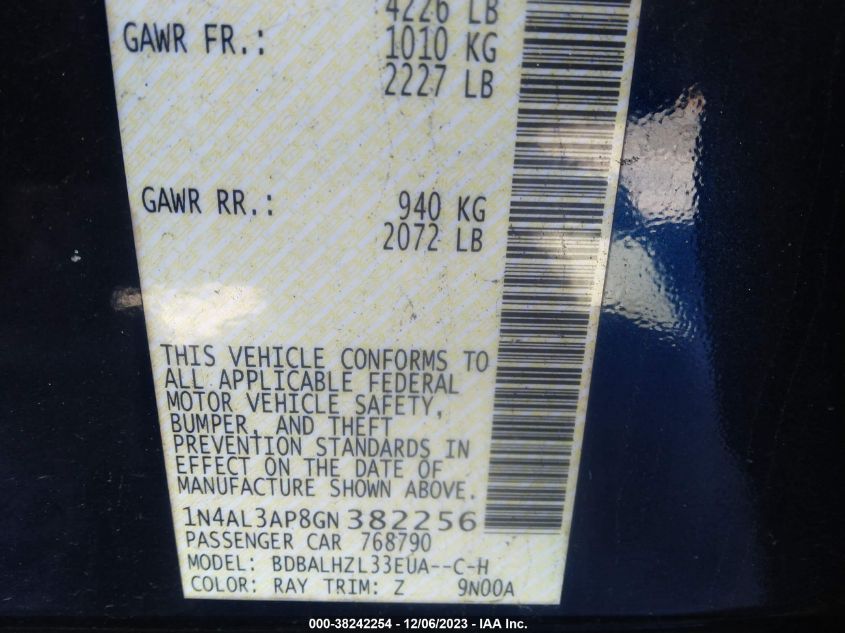 4226 LB
GAWR FR.: 1010 KG
2227 LB
GAWR RR.: 940 KG
2072 LB
THIS VEHICLE CONFORMS TO
ALL APPLICABLE FEDERAL
MOTOR VEHICLE SAFETY,
BUMPER, AND THEFT
PREVENTION STANDARDS IN
EFFECT ON THE DATE OF
MANUFACTURE SHOWN ABOVE.
1N4AL3AP8GN382256
PASSENGER CAR 768790
MODEL: BDBALHZL33EUA--C-H
COLOR: RAY TRIM: Z 9N00A
000-38242254 - 12/06/2023 - IAA Inc.